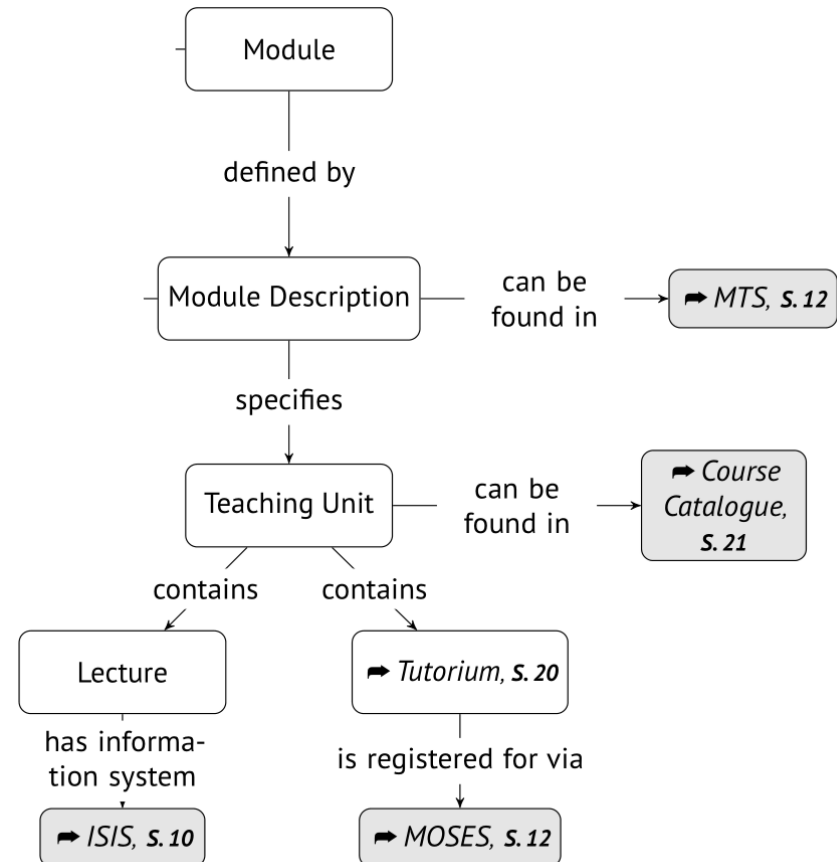 Module
defined by
Module Description
can be
found in
➦ MTS, S. 12
specifies
Teaching Unit
can be
found in
➦ Course
Catalogue,
S. 21
contains
contains
Lecture
➦ Tutorium, S. 20
has informa-
tion system
is registered for via
➦ ISIS, S. 10
➦ MOSES, S. 12